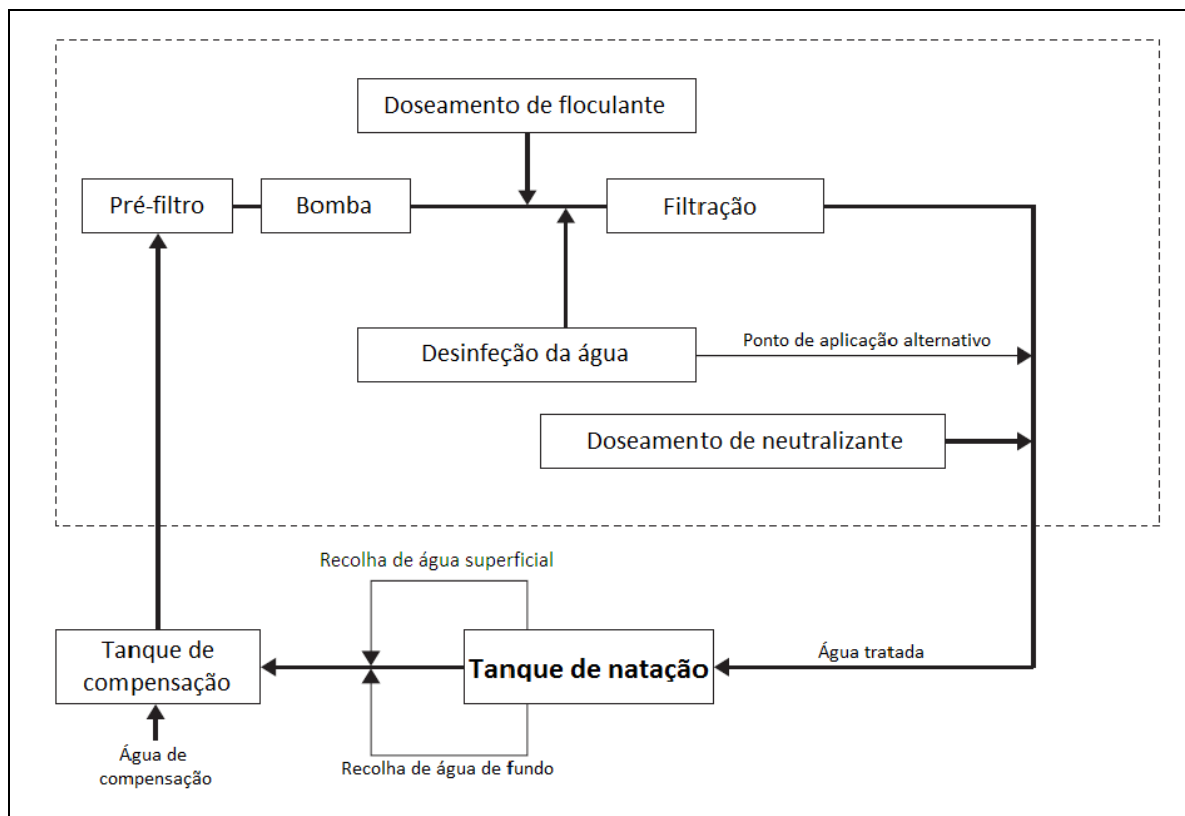 Doseamento de floculante
Pré-filtro
Bomba
Filtração
Desinfeção da água
Ponto de aplicação alternativo
Doseamento de neutralizante
Recolha de água superficial
Tanque de
compensação
Tanque de natação
Água tratada
Água de
compensação
Recolha de água de fundo